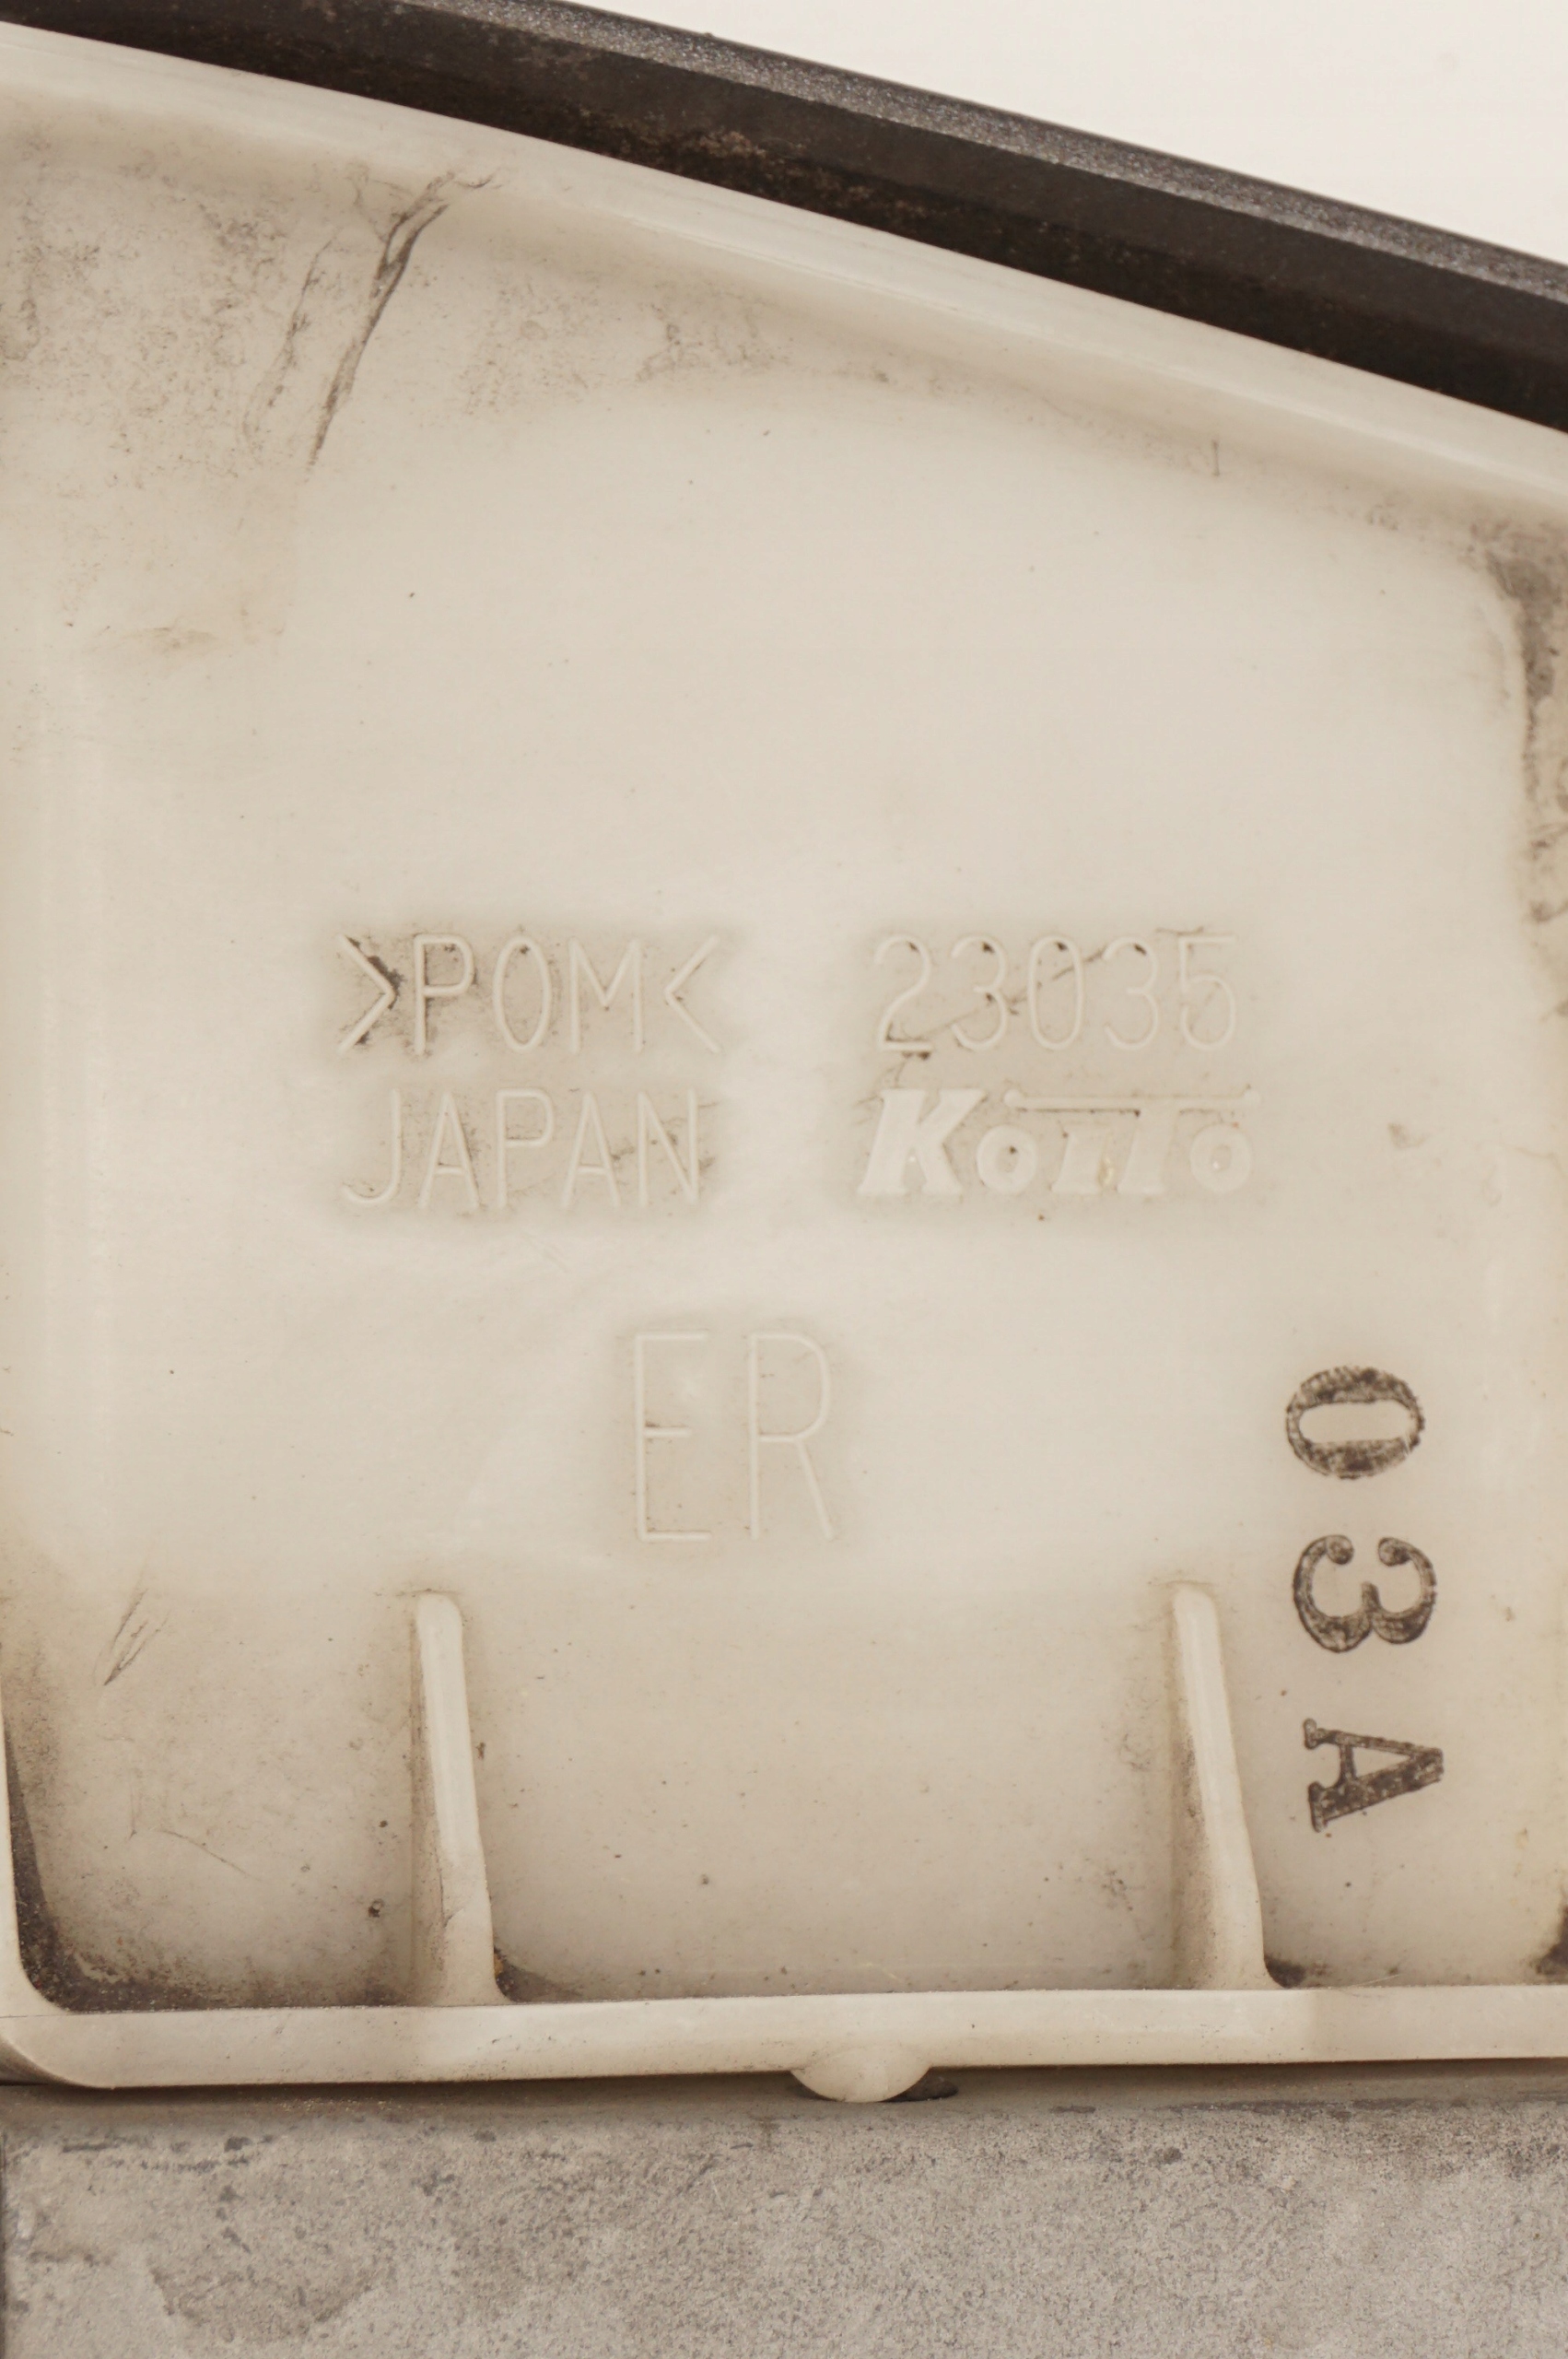 >POM< 23035
JAPAN KoiTo
ER
03A